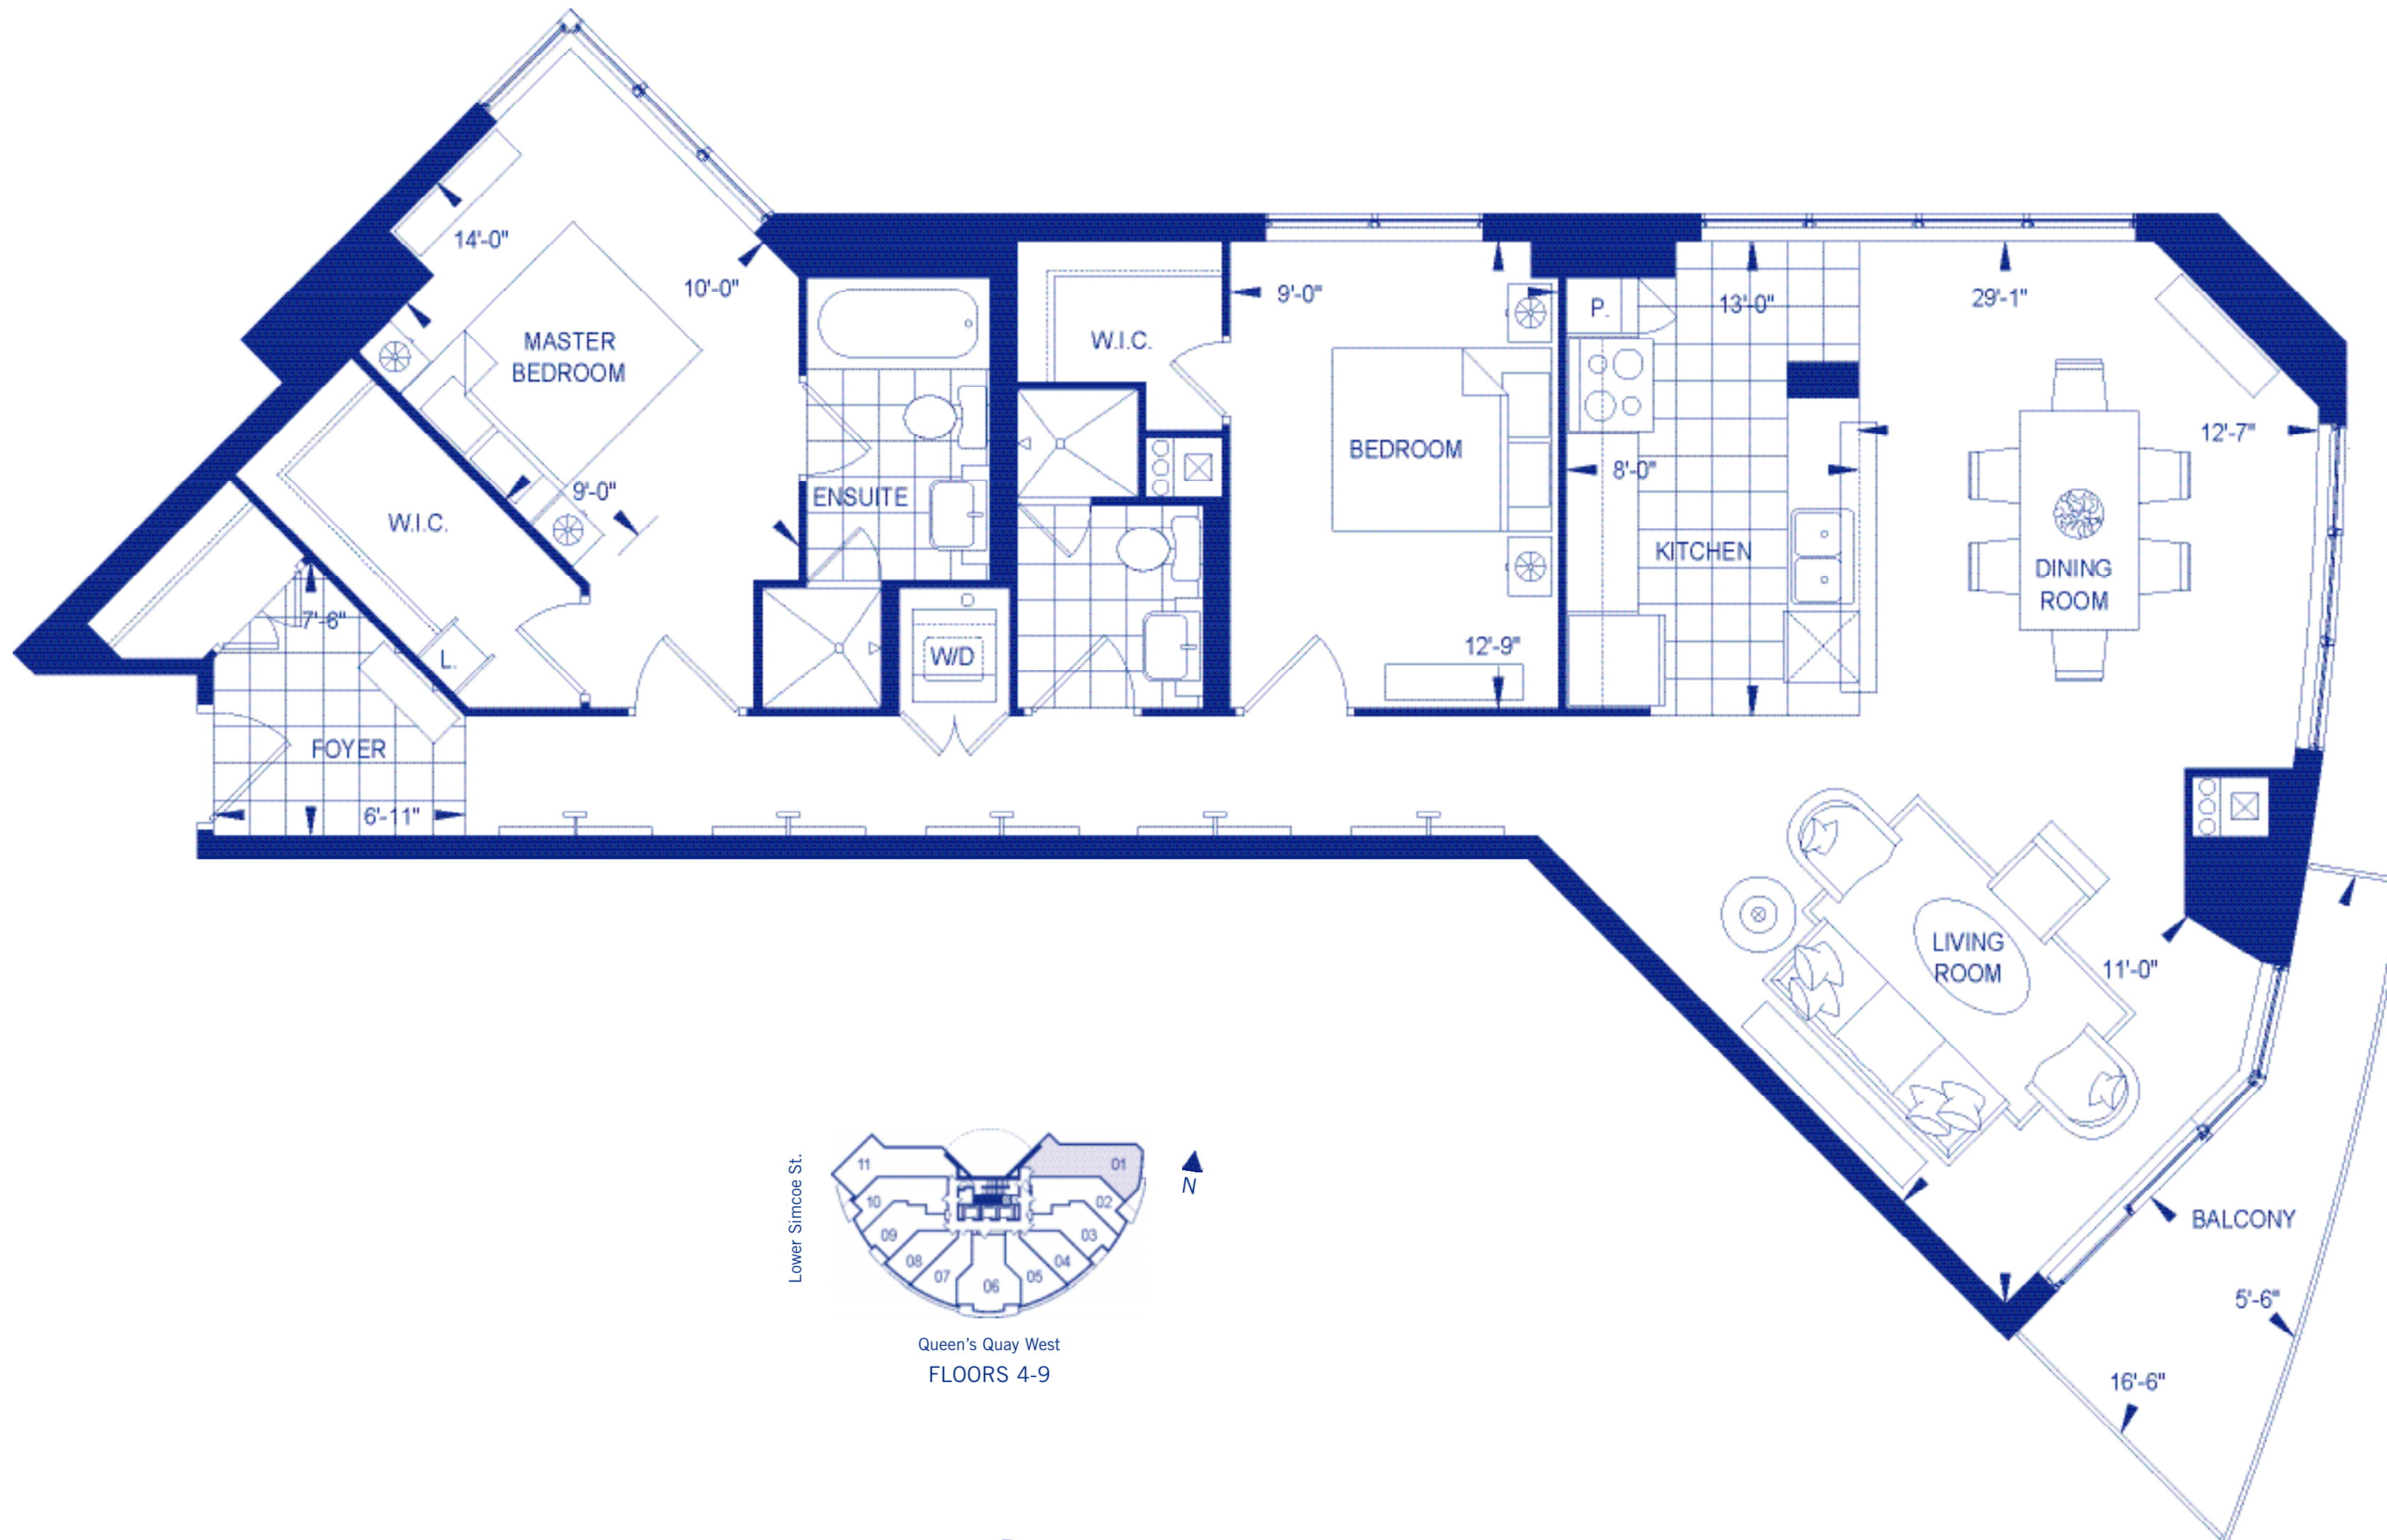 14'-0"
10'-0"
MASTER
BEDROOM
9'-0"
W.I.C.
L.
7'-6"
FOYER
6'-11"
ENSUITE
W/D
W.I.C.
9'-0"
BEDROOM
12'-9"
P.
13'-0"
8'-0"
KITCHEN
29'-1"
12'-7"
DINING
ROOM
LIVING
ROOM
11'-0"
BALCONY
5'-6"
16'-6"
Lower Simcoe St.
11
10
09
08
07
06
05
04
03
02
01
N
Queen's Quay West
FLOORS 4-9